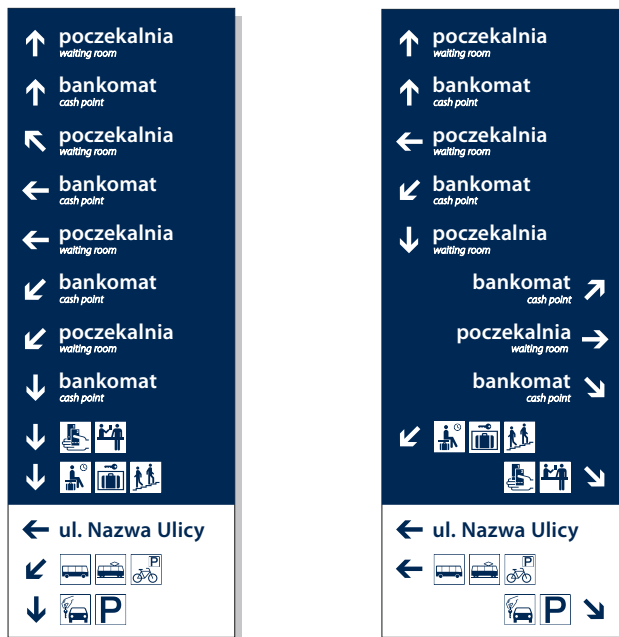 poczekalnia
waiting room
bankomat
cash point
poczekalnia
waiting room
bankomat
cash point
poczekalnia
waiting room
bankomat
cash point
poczekalnia
waiting room
bankomat
cash point
ul. Nazwa Ulicy
P
P
poczekalnia
waiting room
bankomat
cash point
poczekalnia
waiting room
bankomat
cash point
poczekalnia
waiting room
bankomat
cash point
poczekalnia
waiting room
bankomat
cash point
ul. Nazwa Ulicy
P
P